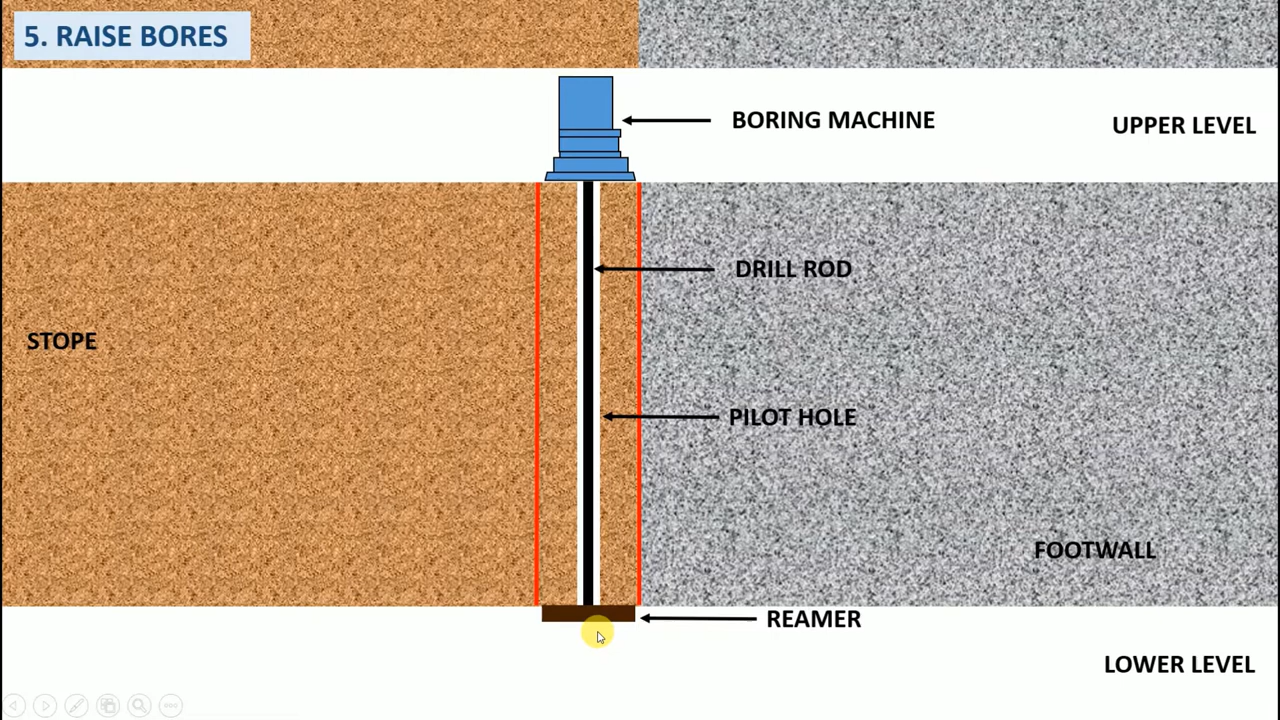 5. RAISE BORES
BORING MACHINE
UPPER LEVEL
DRILL ROD
STOPE
PILOT HOLE
FOOTWALL
REAMER
LOWER LEVEL